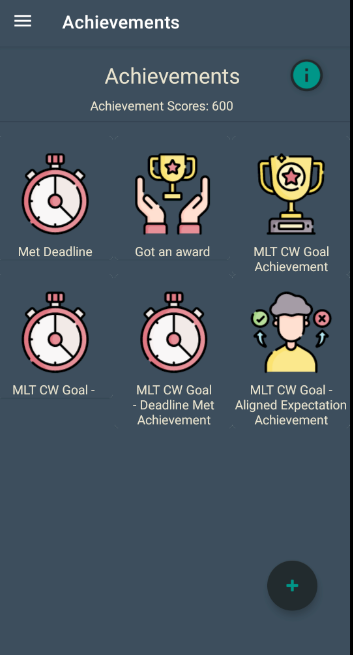 Achievements
Achievements
Achievement Scores: 600
Met Deadline
Got an award
MLT CW Goal
Achievement
MLT CW Goal -
MLT CW Goal
- Deadline Met
Achievement
MLT CW Goal -
Aligned Expectation
Achievement